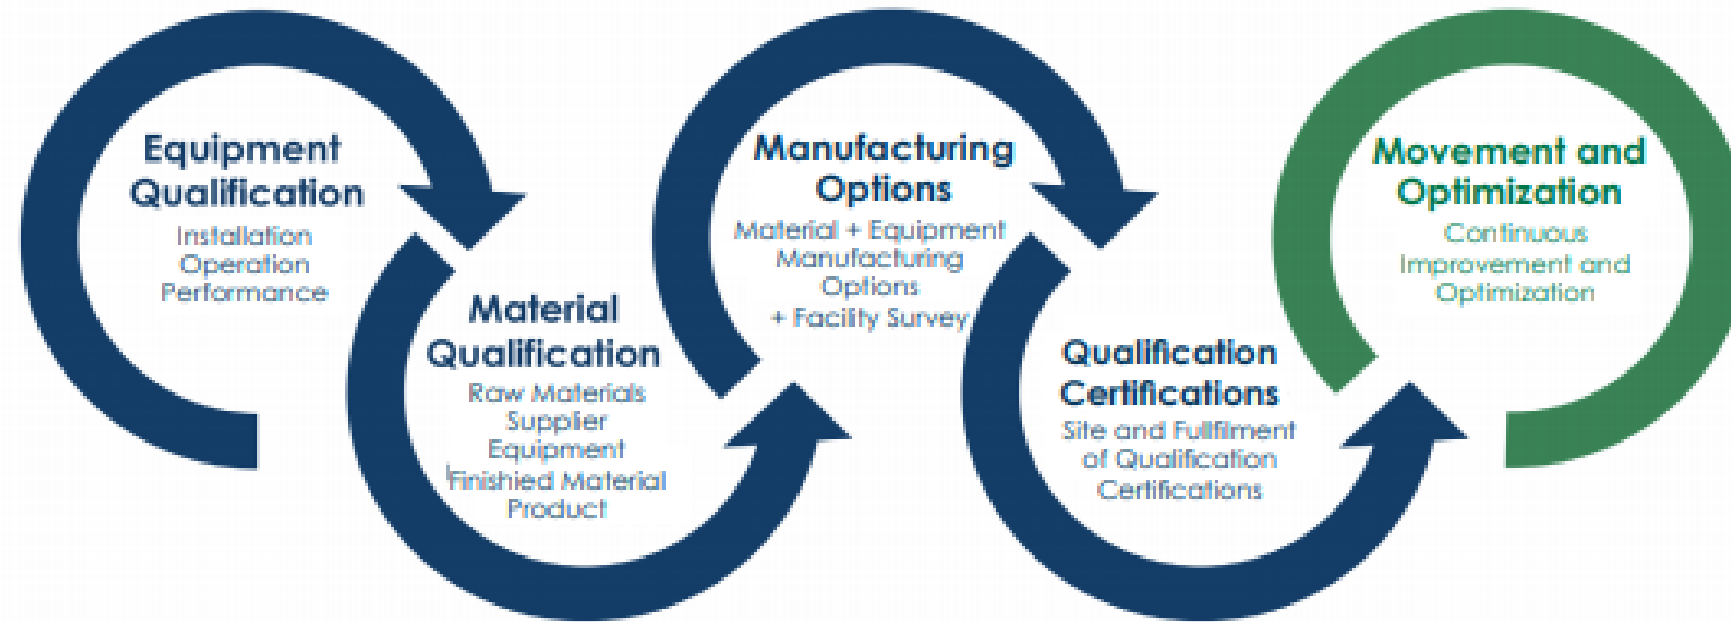 Equipment
Qualification
Installation
Operation
Performance
Material
Qualification
Raw Materials
Supplier
Equipment
Finishied Material
Product
Manufacturing
Options
Material + Equipment
Manufacturing
Options
+ Facility Survey
Qualification
Certifications
Site and Fullfilment
of Qualification
Certifications
Movement and
Optimization
Continuous
Improvement and
Optimization